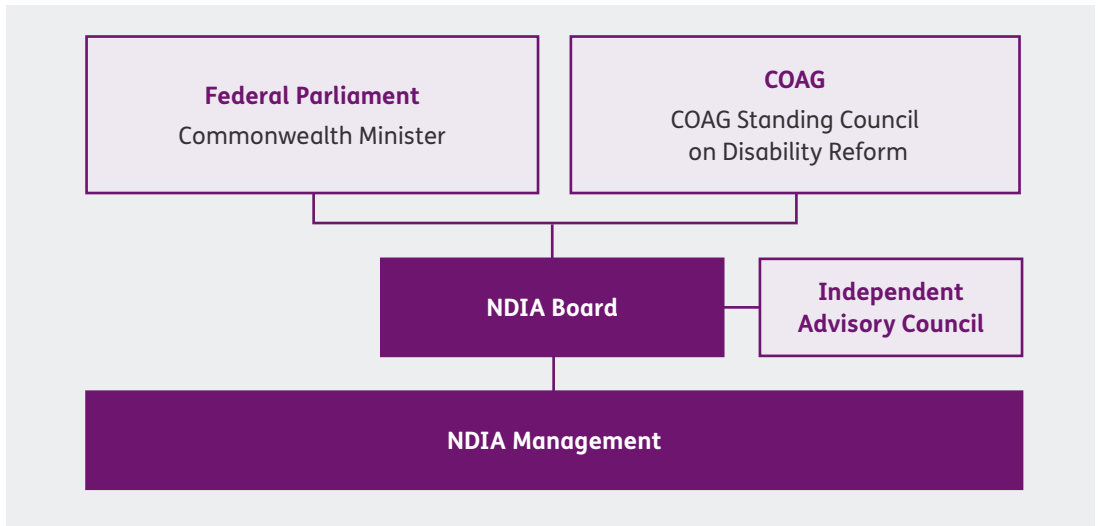 Federal Parliament
Commonwealth Minister
COAG
COAG Standing Council
on Disability Reform
NDIA Board
Independent
Advisory Council
NDIA Management